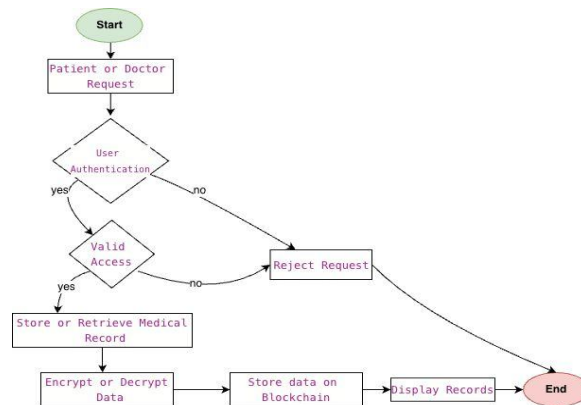 Start
Patient or Doctor
Request
User
Authentication
yes
no
Valid
Access
Reject Request
yes
no
Store or Retrieve Medical
Record
Encrypt or Decrypt
Data
Store data on
Blockchain
Display Records
End